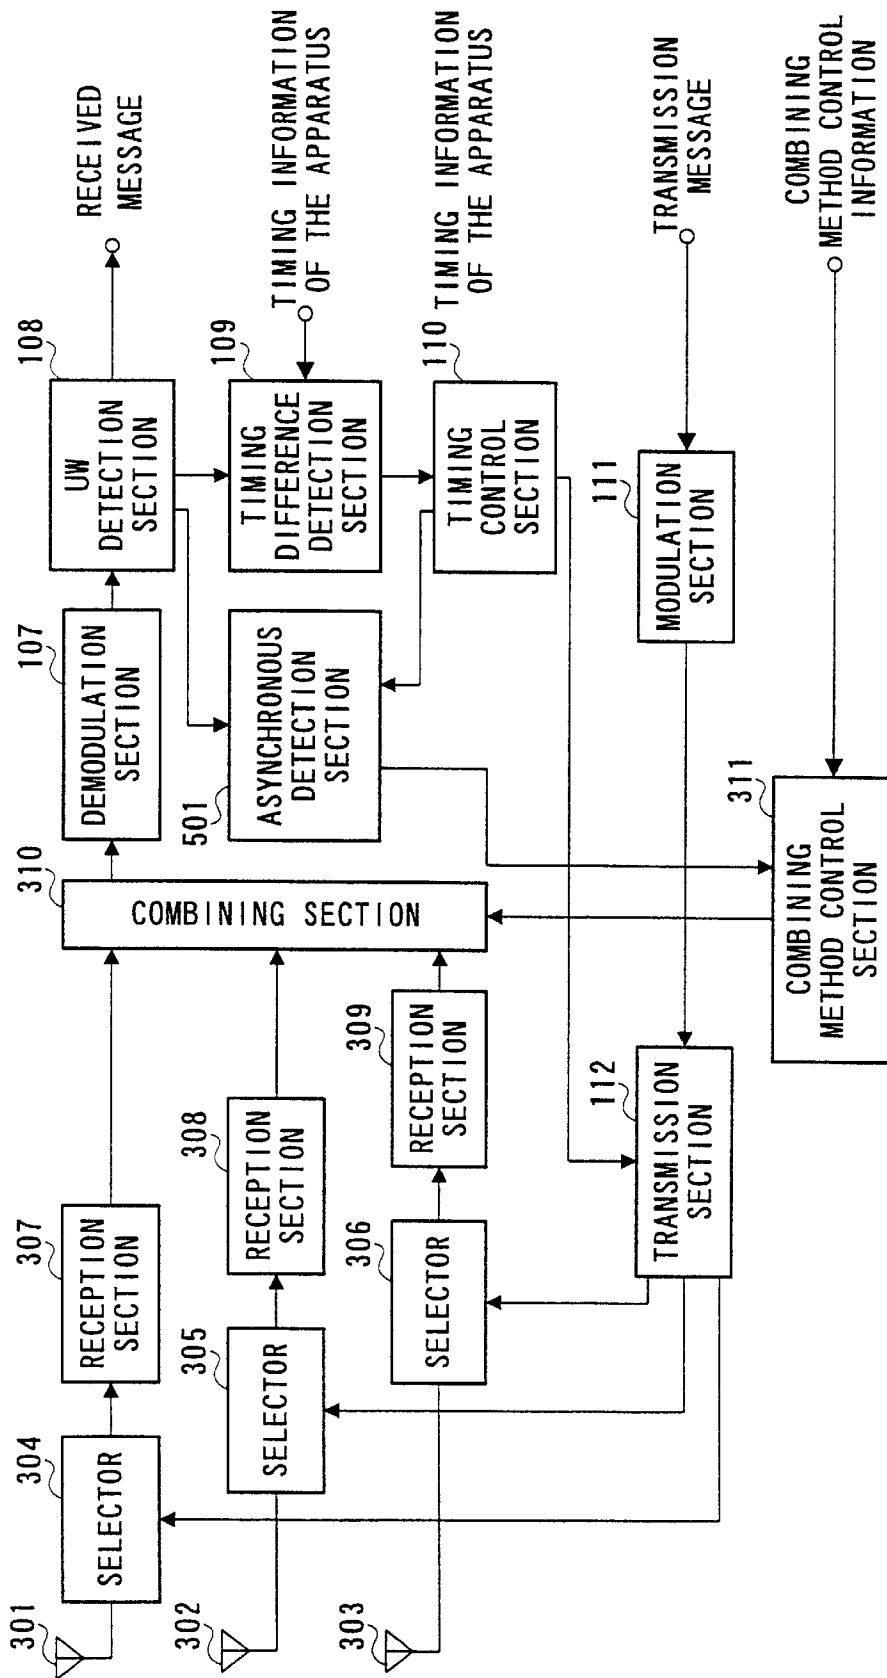 301
304
SELECTOR
307
RECEPTION
SECTION
310
COMBINING SECTION
107
DEMODULATION
SECTION
108
UW
DETECTION
SECTION
RECEIVED
MESSAGE
302
305
SELECTOR
308
RECEPTION
SECTION
501
ASYNCHRONOUS
DETECTION
SECTION
109
TIMING
DIFFERENCE
DETECTION
SECTION
TIMING INFORMATION
OF THE APPARATUS
303
306
SELECTOR
309
RECEPTION
SECTION
110
TIMING
CONTROL
SECTION
TIMING INFORMATION
OF THE APPARATUS
112
TRANSMISSION
SECTION
111
MODULATION
SECTION
TRANSMISSION
MESSAGE
311
COMBINING
METHOD CONTROL
SECTION
COMBINING
METHOD CONTROL
INFORMATION